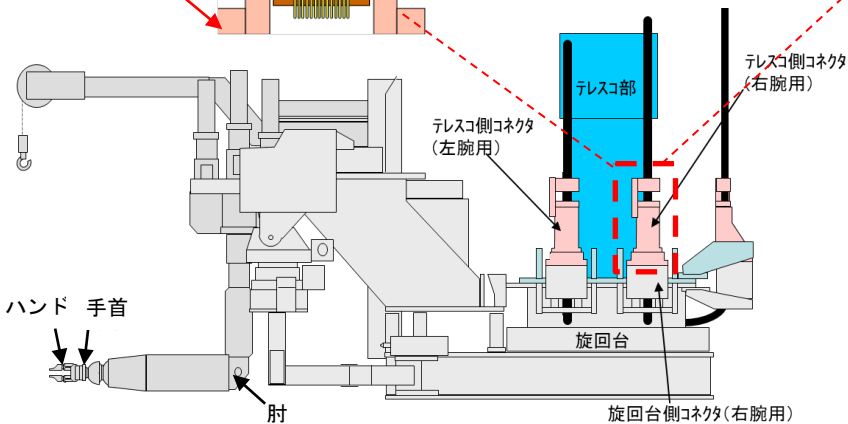 ﾃﾚｽｺ側ｺﾈｸﾀ
（右腕用）
ﾃﾚｽｺ部
ﾃﾚｽｺ側ｺﾈｸﾀ
（左腕用）
ハンド 手首
旋回台
肘
旋回台側ｺﾈｸﾀ（右腕用）